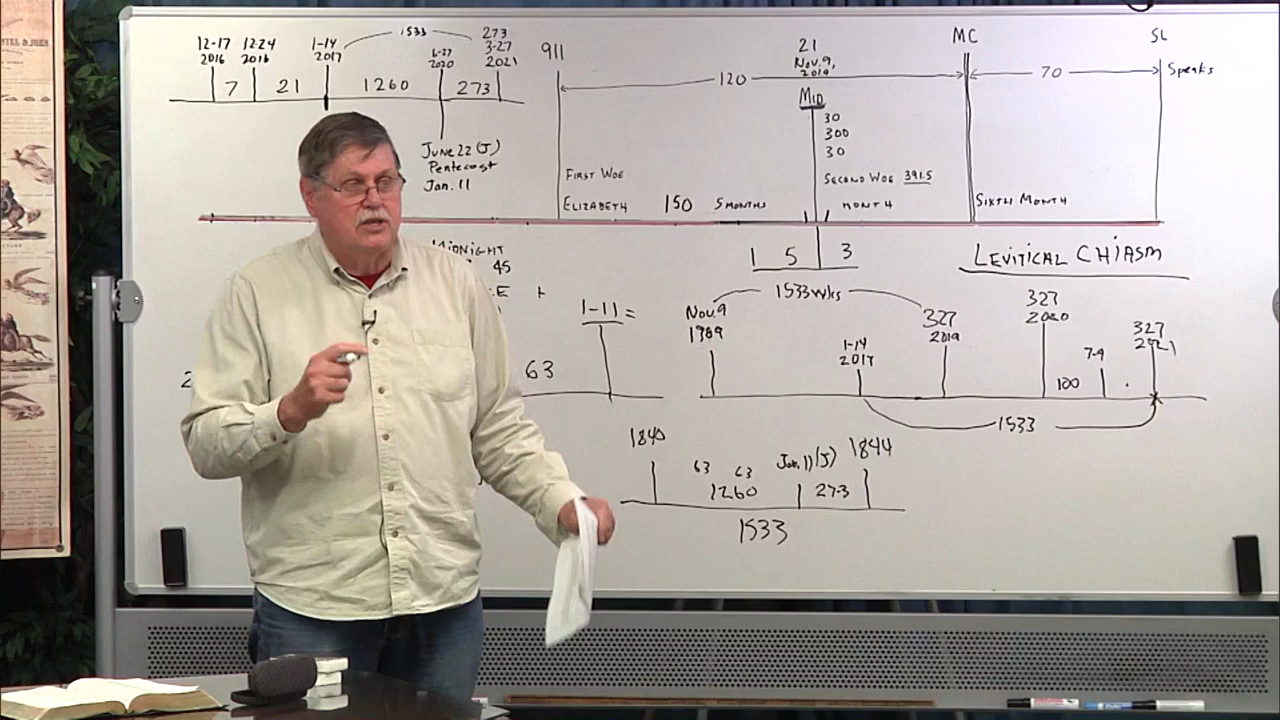 12-17 12-24 1-14 1533 273
2016 2016 2017 6-27 3-27
2020 2021
7 21 1260 273
June 22 (J)
Pentecost
Jan. 11
911
21
Nov. 9,
2019
MC
SL
120
70
Speaks
MID
30
300
30
FIRST WOE
SECOND WOE 391.5
ELIZABETH 150 5 MONTHS
MONTH
SIXTH MONTH
MIDNIGHT
45
1 5 3
LEVITICAL CHIASM
1-11 =
63
1533 wks
Nov. 9
1989
1-14
2017
327
2019
327
2020
7-9
327
2021
100
1533
1840
63 63
1260
Jan. 11 (J)
273
1844
1533